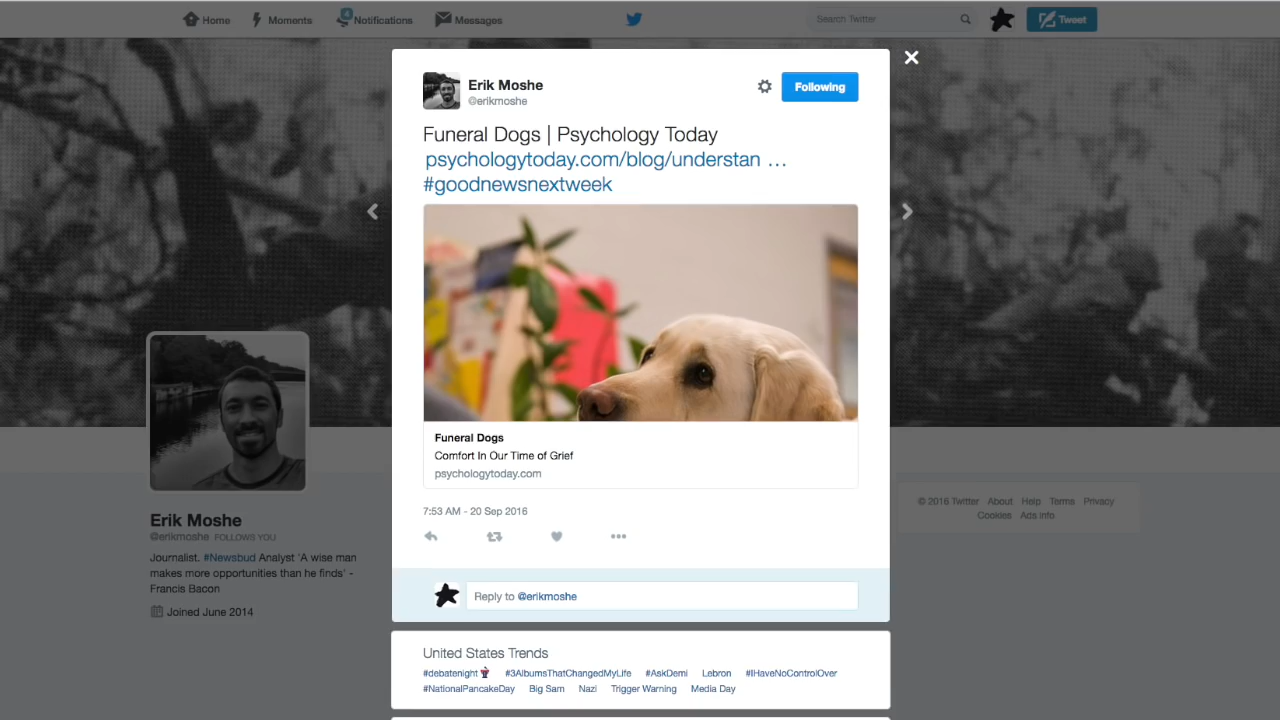 Home Moments 4 Notifications Messages Search Twitter Tweet
Erik Moshe
@erikmoshe
Following
Funeral Dogs | Psychology Today
psychologytoday.com/blog/understan …
#goodnewsnextweek
Funeral Dogs
Comfort In Our Time of Grief
psychologytoday.com
7:53 AM - 20 Sep 2016
Reply to @erikmoshe
United States Trends
#debatenight #3AlbumsThatChangedMyLife #AskDemi Lebron #IHaveNoControlOver
#NationalPancakeDay Big Sam Nazi Trigger Warning Media Day
Erik Moshe
@erikmoshe FOLLOWS YOU
Journalist. #Newsbud Analyst 'A wise man
makes more opportunities than he finds' -
Francis Bacon
Joined June 2014
© 2016 Twitter About Help Terms Privacy
Cookies Ads info